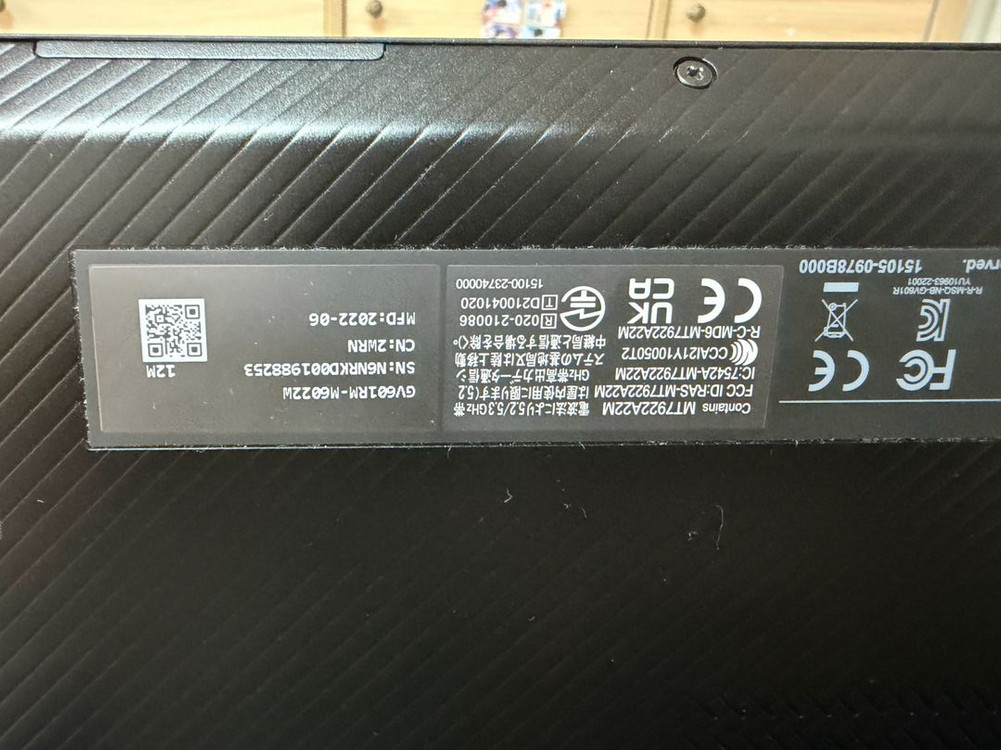 FC CE
R-R-MSQ-NB-GV601R
YU10963-22001
erved. 15105-0978B000
Contains MT7922A22M
FCC ID:RAS-MT7922A22M
IC:7542A-MT7922A22M
CCAI21Y10050T2
R-C-MD6-MT7922A22M
CE UK CA
電波法により5.2/5.3GHz帯
は屋内使用に限ります(5.2
GHz帯高出力データ通信シ
ステムの基地局又は陸上移動
中継局と通信する場合を除く)。
R 020-210086
T D210041020
15100-23740000
GV601RM-M6022W
SN:N6NRKD001988253
CN:2WRN
MFD:2022-06
12M